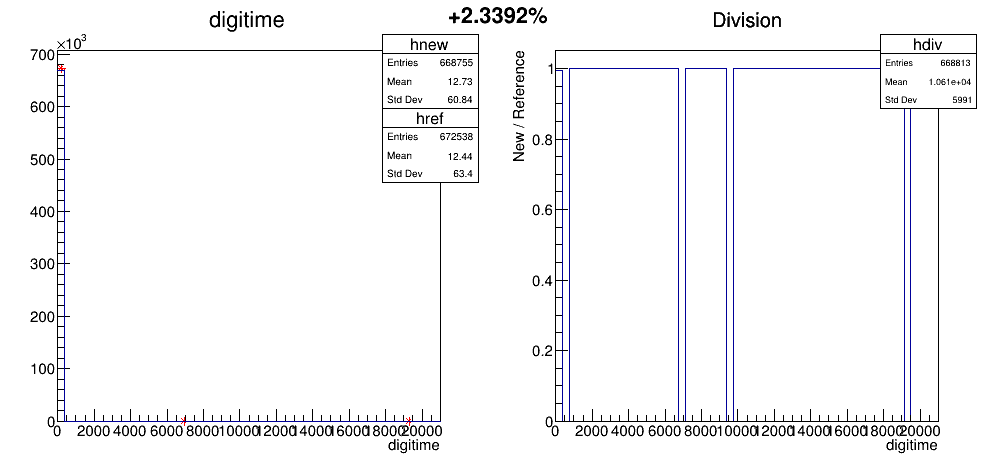 digitime
+2.3392%
Division
×10³
hnew
Entries 668755
Mean 12.73
Std Dev 60.84
href
Entries 672538
Mean 12.44
Std Dev 63.4
700
600
500
400
300
200
100
0
0 2000 4000 6000 8000 10000 12000 14000 16000 18000 20000
digitime
hdiv
Entries 668813
Mean 1.061e+04
Std Dev 5991
New / Reference
1
0.8
0.6
0.4
0.2
0
0 2000 4000 6000 8000 10000 12000 14000 16000 18000 20000
digitime